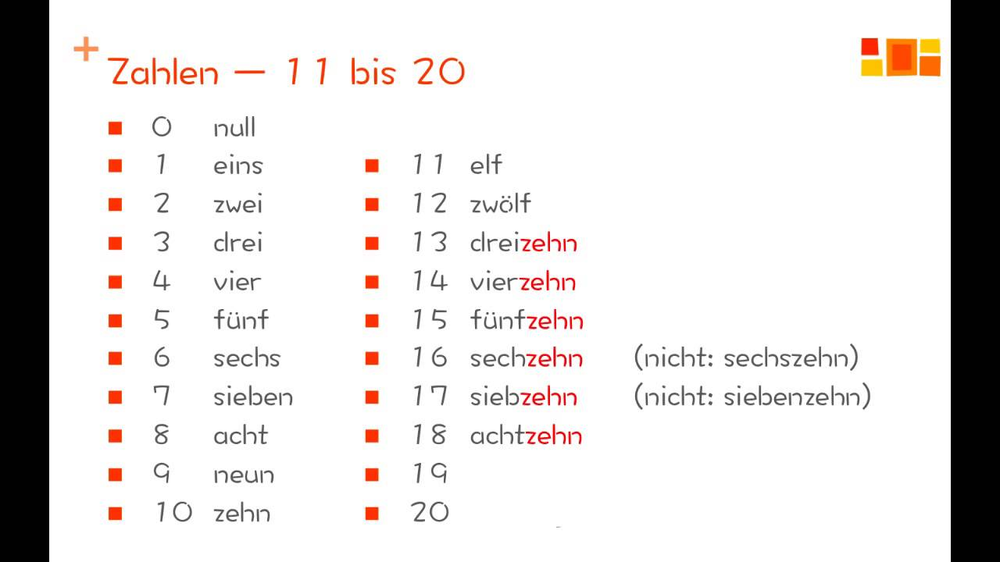 +
Zahlen – 11 bis 20
0 null
1 eins 11 elf
2 zwei 12 zwölf
3 drei 13 dreizehn
4 vier 14 vierzehn
5 fünf 15 fünfzehn
6 sechs 16 sechzehn (nicht: sechszehn)
7 sieben 17 siebzehn (nicht: siebenzehn)
8 acht 18 achtzehn
9 neun 19
10 zehn 20